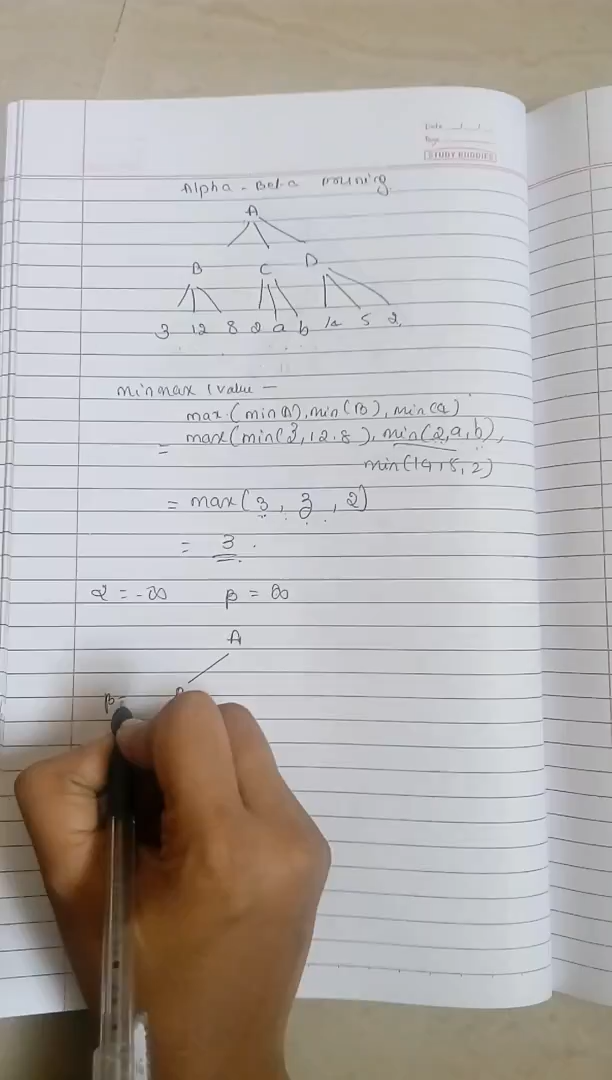 Date
Page
STUDY BUDDIES
Alpha - Beta Pruning.
A
B C D
3 12 8 2 a b 14 5 2
minmax value -
max(min(A), min(B), min(C)
= max(min(3, 12. 8), min(2, a, b),
min(14, 5, 2)
= max(3, 3, 2)
= 3.
α = -∞ β = ∞
A
β=